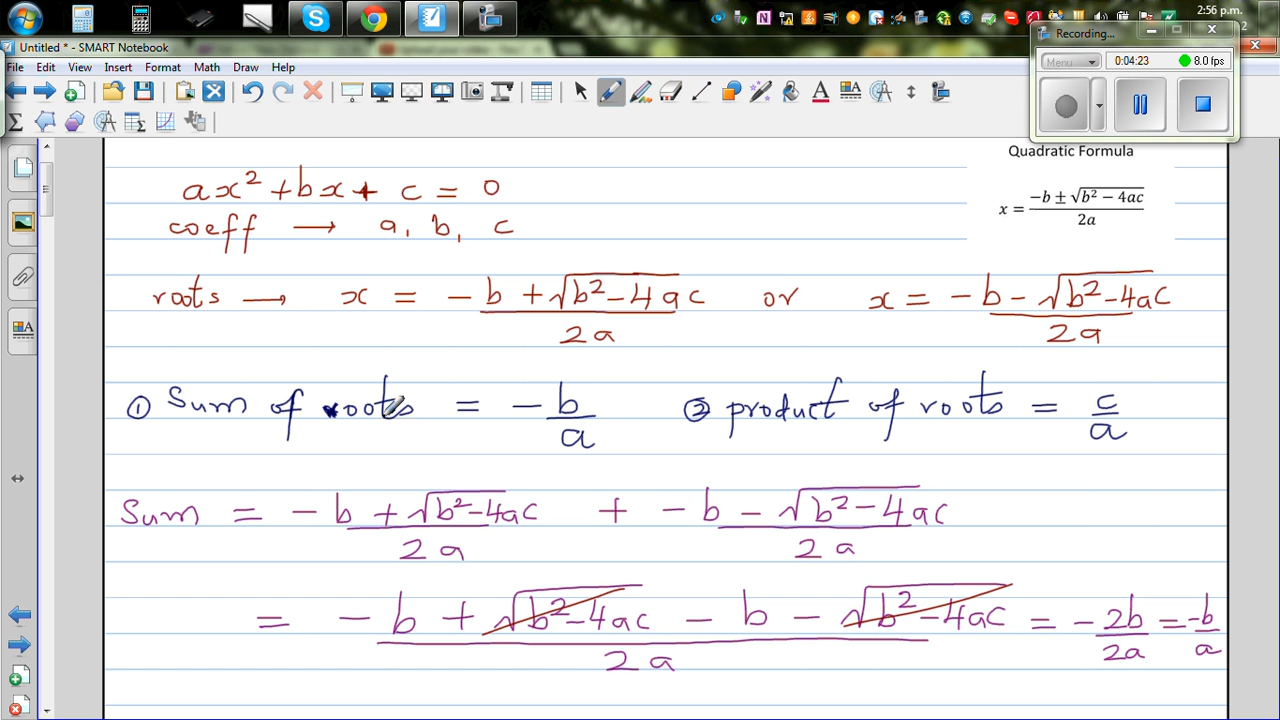 2:56 p.m.
2
Untitled * - SMART Notebook
Recording...
File Edit View Insert Format Math Draw Help
Menu 0:04:23 8.0 fps
Quadratic Formula
x = (-b ± √(b² − 4ac)) / 2a
ax² + bx + c = 0
coeff → a, b, c
roots → x = (-b + √(b² - 4ac)) / 2a or x = (-b - √(b² - 4ac)) / 2a
① Sum of roots = -b/a ② product of roots = c/a
Sum = (-b + √(b² - 4ac)) / 2a + (-b - √(b² - 4ac)) / 2a
= (-b + √(b² - 4ac) - b - √(b² - 4ac)) / 2a = -2b/2a = -b/a